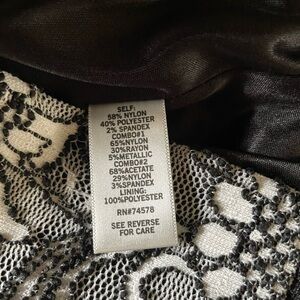 SELF:
58% NYLON
40% POLYESTER
2% SPANDEX
COMBO#1
65%NYLON
30%RAYON
5%METALLIC
COMBO#2
68%ACETATE
29%NYLON
3%SPANDEX
LINING:
100%POLYESTER
RN#74578
SEE REVERSE
FOR CARE